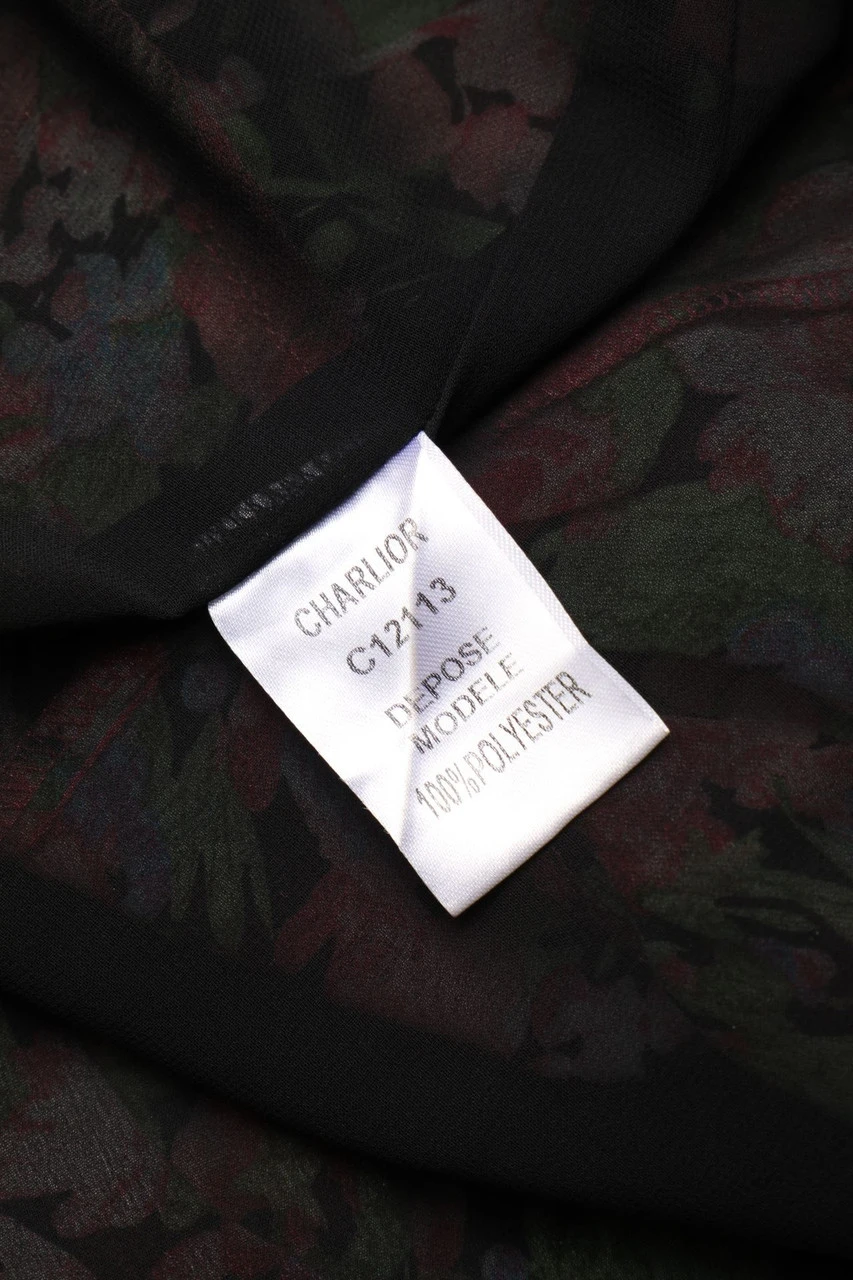 CHARLIOR
C12113
DEPOSE
MODELE
100%POLYESTER